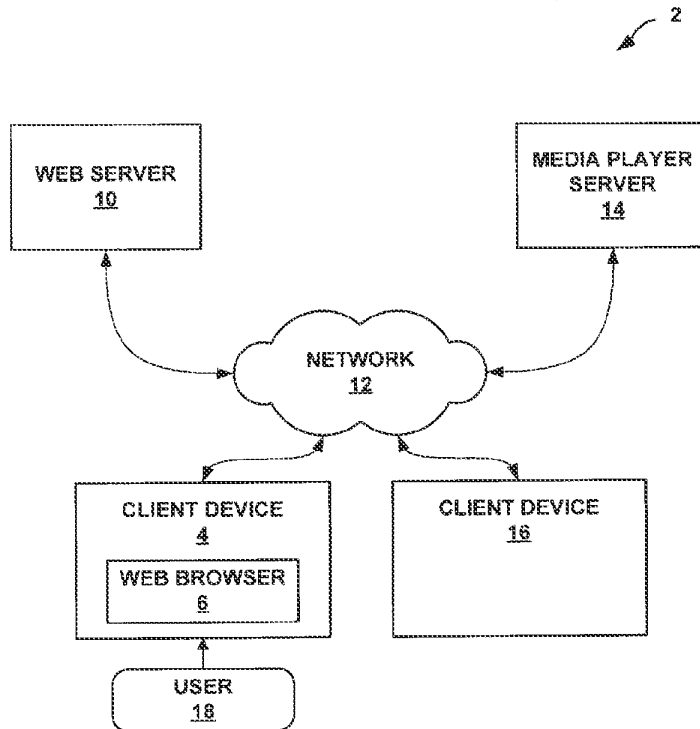 2
WEB SERVER
10
MEDIA PLAYER
SERVER
14
NETWORK
12
CLIENT DEVICE
4
WEB BROWSER
6
CLIENT DEVICE
16
USER
18